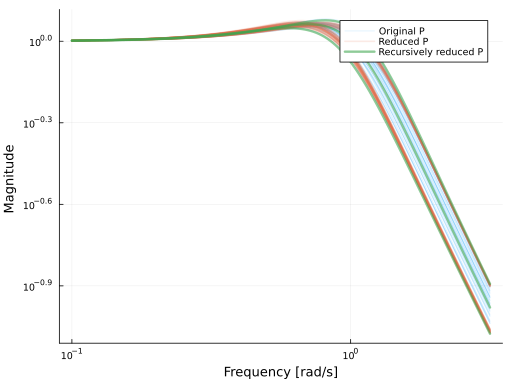 10^0.0
10^-0.3
10^-0.6
10^-0.9
Magnitude
Original P
Reduced P
Recursively reduced P
10^-1
10^0
Frequency [rad/s]